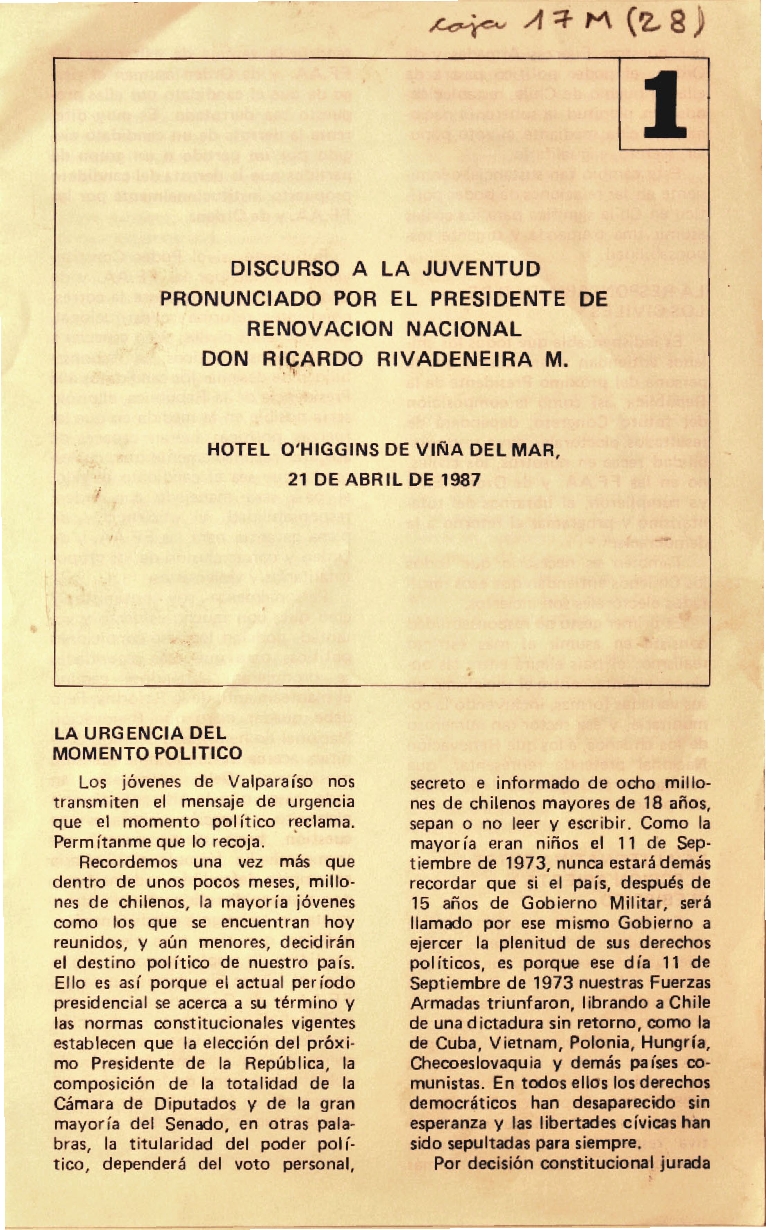 caja 17 M (28)
1
DISCURSO A LA JUVENTUD
PRONUNCIADO POR EL PRESIDENTE DE
RENOVACION NACIONAL
DON RICARDO RIVADENEIRA M.
HOTEL O'HIGGINS DE VIÑA DEL MAR,
21 DE ABRIL DE 1987
LA URGENCIA DEL
MOMENTO POLITICO
Los jóvenes de Valparaíso nos
transmiten el mensaje de urgencia
que el momento político reclama.
Permítanme que lo recoja.
Recordemos una vez más que
dentro de unos pocos meses, millo-
nes de chilenos, la mayoría jóvenes
como los que se encuentran hoy
reunidos, y aún menores, decidirán
el destino político de nuestro país.
Ello es así porque el actual período
presidencial se acerca a su término y
las normas constitucionales vigentes
establecen que la elección del próxi-
mo Presidente de la República, la
composición de la totalidad de la
Cámara de Diputados y de la gran
mayoría del Senado, en otras pala-
bras, la titularidad del poder polí-
tico, dependerá del voto personal,
secreto e informado de ocho millo-
nes de chilenos mayores de 18 años,
sepan o no leer y escribir. Como la
mayoría eran niños el 11 de Sep-
tiembre de 1973, nunca estará demás
recordar que si el país, después de
15 años de Gobierno Militar, será
llamado por ese mismo Gobierno a
ejercer la plenitud de sus derechos
políticos, es porque ese día 11 de
Septiembre de 1973 nuestras Fuerzas
Armadas triunfaron, librando a Chile
de una dictadura sin retorno, como la
de Cuba, Vietnam, Polonia, Hungría,
Checoeslovaquia y demás países co-
munistas. En todos ellos los derechos
democráticos han desaparecido sin
esperanza y las libertades cívicas han
sido sepultadas para siempre.
Por decisión constitucional jurada